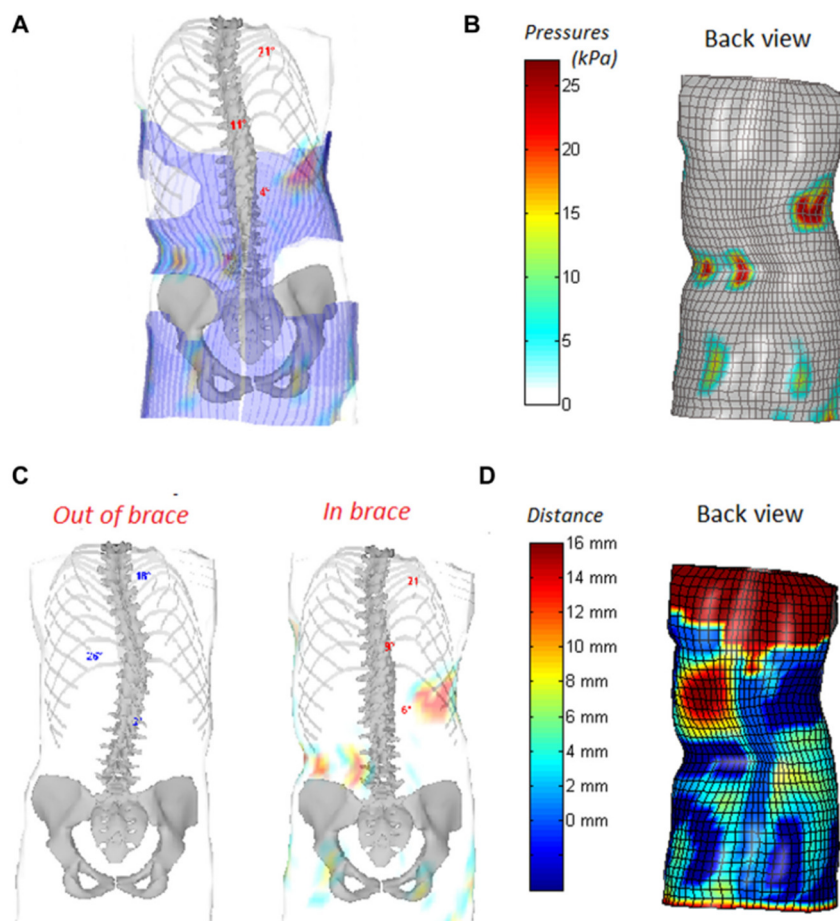 A
21°
11°
4°
B
Pressures
(kPa)
Back view
25
20
15
10
5
0
C
Out of brace
In brace
18°
26°
2°
21
9°
6°
D
Distance
Back view
16 mm
14 mm
12 mm
10 mm
8 mm
6 mm
4 mm
2 mm
0 mm